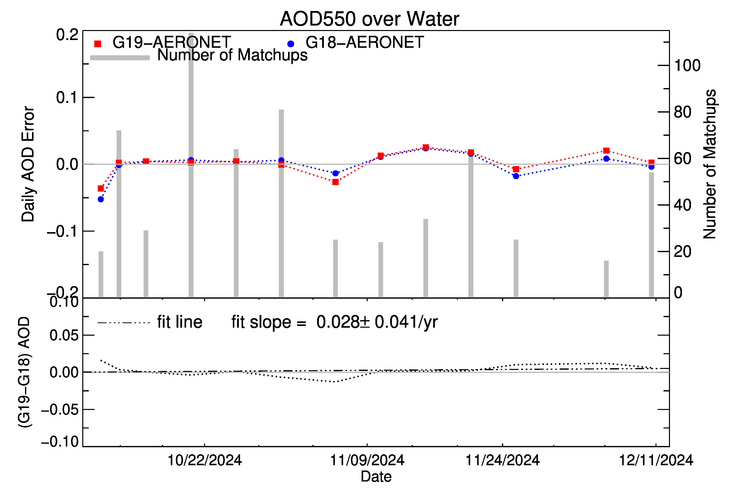 AOD550 over Water
G19-AERONET G18-AERONET
Number of Matchups
Daily AOD Error
0.2
0.1
0.0
-0.1
-0.2
100
80
60
40
20
0
Number of Matchups
(G19-G18) AOD
0.10
0.05
0.00
-0.05
-0.10
fit line fit slope = 0.028± 0.041/yr
10/22/2024 11/09/2024 11/24/2024 12/11/2024
Date